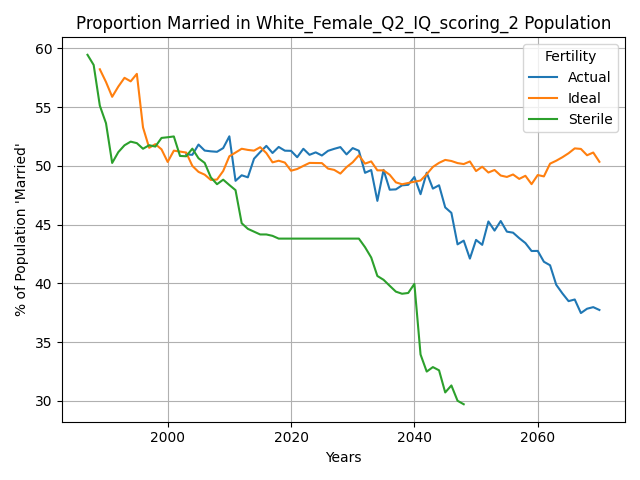 Proportion Married in White_Female_Q2_IQ_scoring_2 Population
% of Population 'Married'
60
55
50
45
40
35
30
Fertility
Actual
Ideal
Sterile
2000 2020 2040 2060
Years